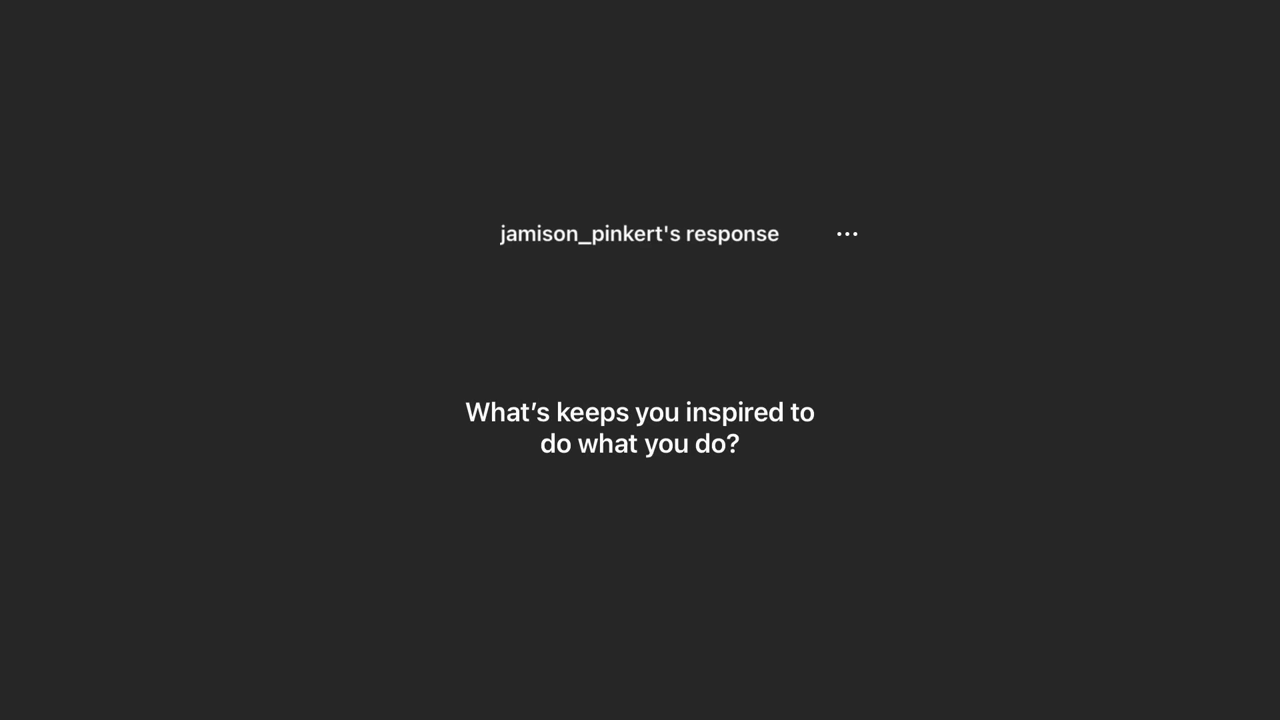 jamison_pinkert's response
What’s keeps you inspired to
do what you do?